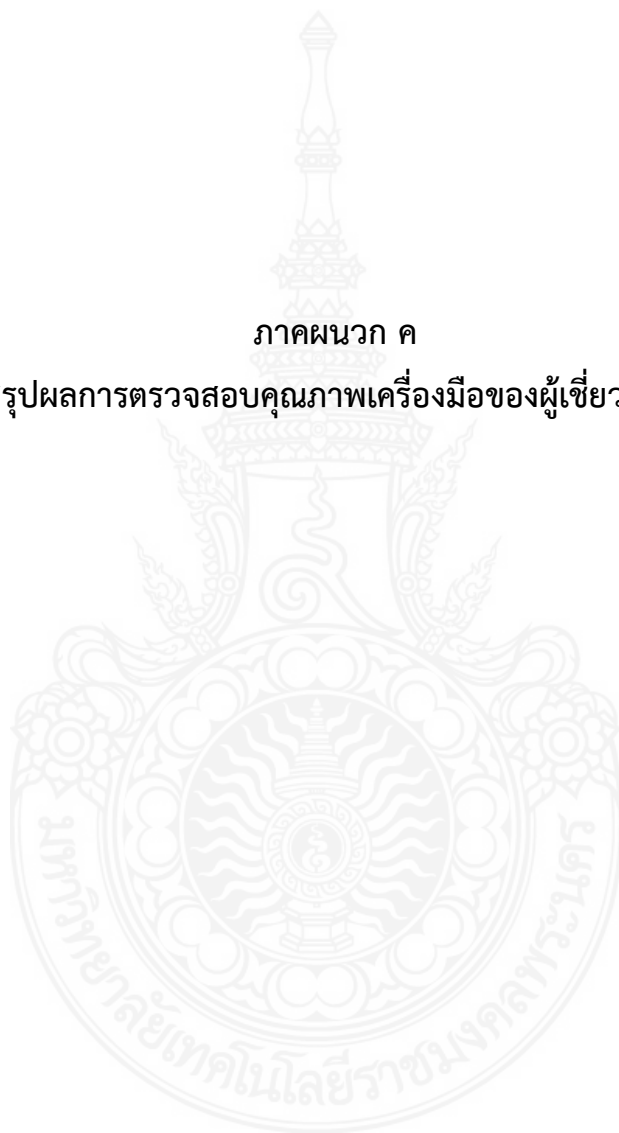 ภาคผนวก ค
รุปผลการตรวจสอบคุณภาพเครื่องมือของผู้เชี่ยว
มหาวิทยาลัยเทคโนโลยีราชมงคลพระนคร